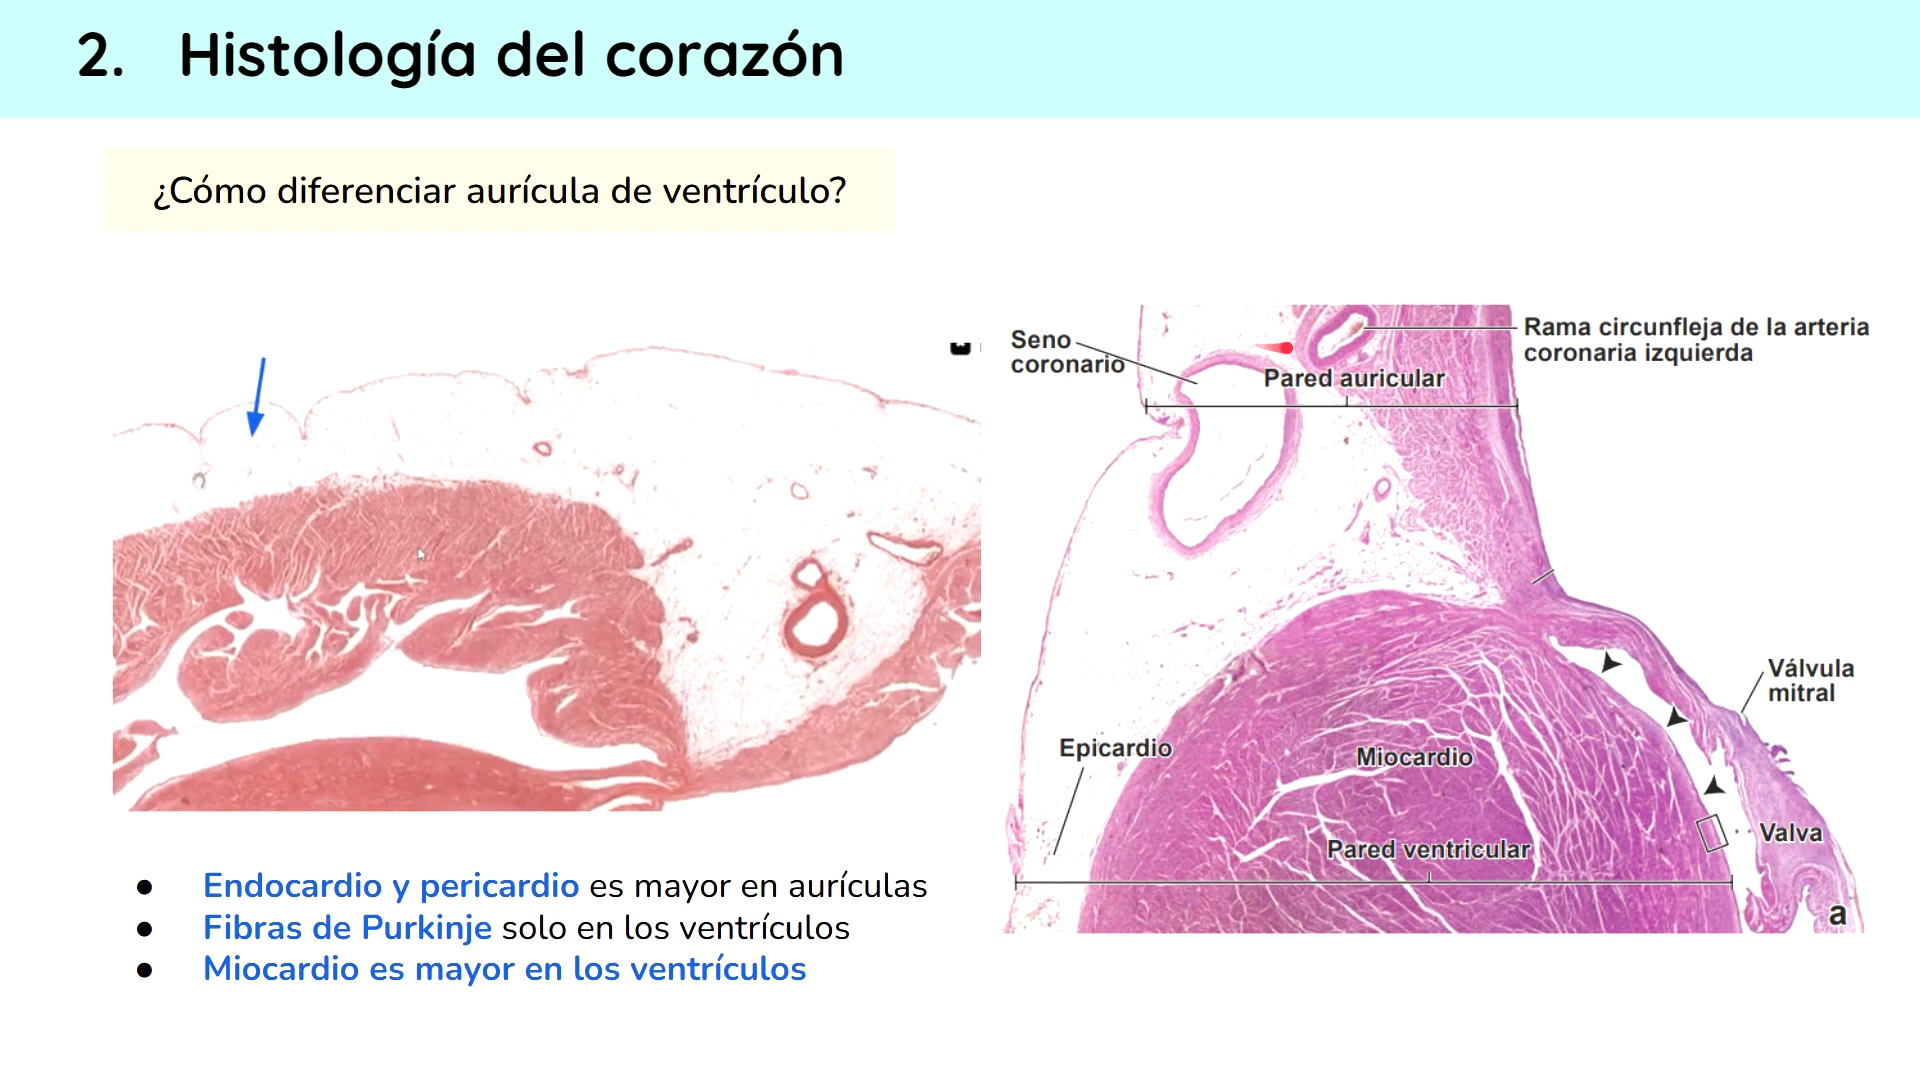 2. Histología del corazón
¿Cómo diferenciar aurícula de ventrículo?
Seno
coronario
Rama circunfleja de la arteria
coronaria izquierda
Pared auricular
Válvula
mitral
Epicardio
Miocardio
Valva
Pared ventricular
a
● Endocardio y pericardio es mayor en aurículas
● Fibras de Purkinje solo en los ventrículos
● Miocardio es mayor en los ventrículos